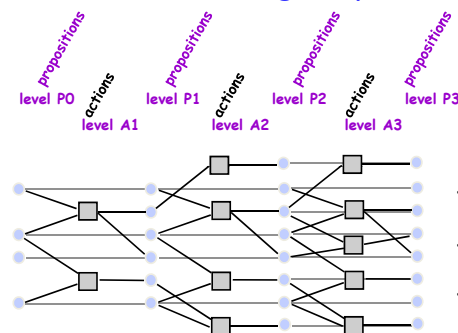 propositions
level P0
actions
level A1
propositions
level P1
actions
level A2
propositions
level P2
actions
level A3
propositions
level P3